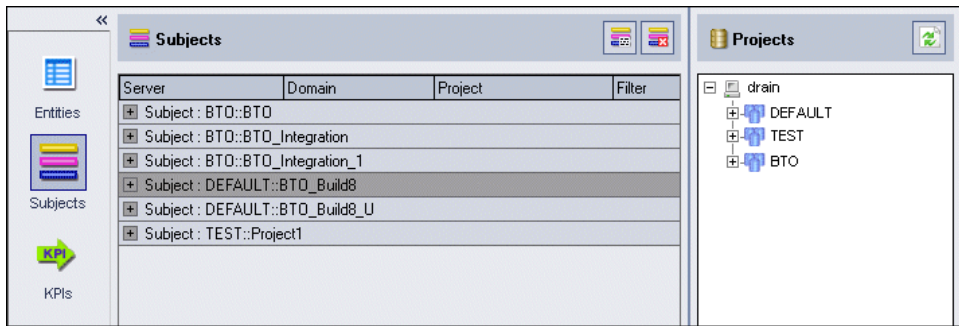 «
Entities
Subjects
KPI
KPIs
Subjects
Server Domain Project Filter
Subject : BTO::BTO
Subject : BTO::BTO_Integration
Subject : BTO::BTO_Integration_1
Subject : DEFAULT::BTO_Build8
Subject : DEFAULT::BTO_Build8_U
Subject : TEST::Project1
Projects
drain
DEFAULT
TEST
BTO